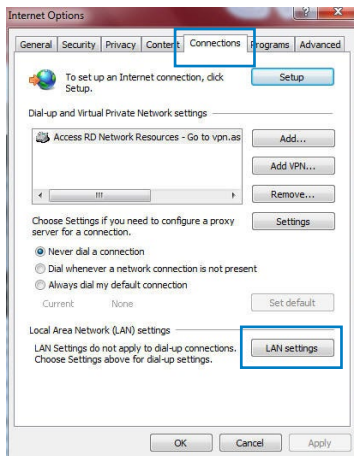 Internet Options
General Security Privacy Content Connections Programs Advanced
To set up an Internet connection, click
Setup.
Setup
Dial-up and Virtual Private Network settings
Access RD Network Resources - Go to vpn.as
Add...
Add VPN...
Remove...
Choose Settings if you need to configure a proxy
server for a connection.
Settings
Never dial a connection
Dial whenever a network connection is not present
Always dial my default connection
Current None
Set default
Local Area Network (LAN) settings
LAN Settings do not apply to dial-up connections.
Choose Settings above for dial-up settings.
LAN settings
OK Cancel Apply